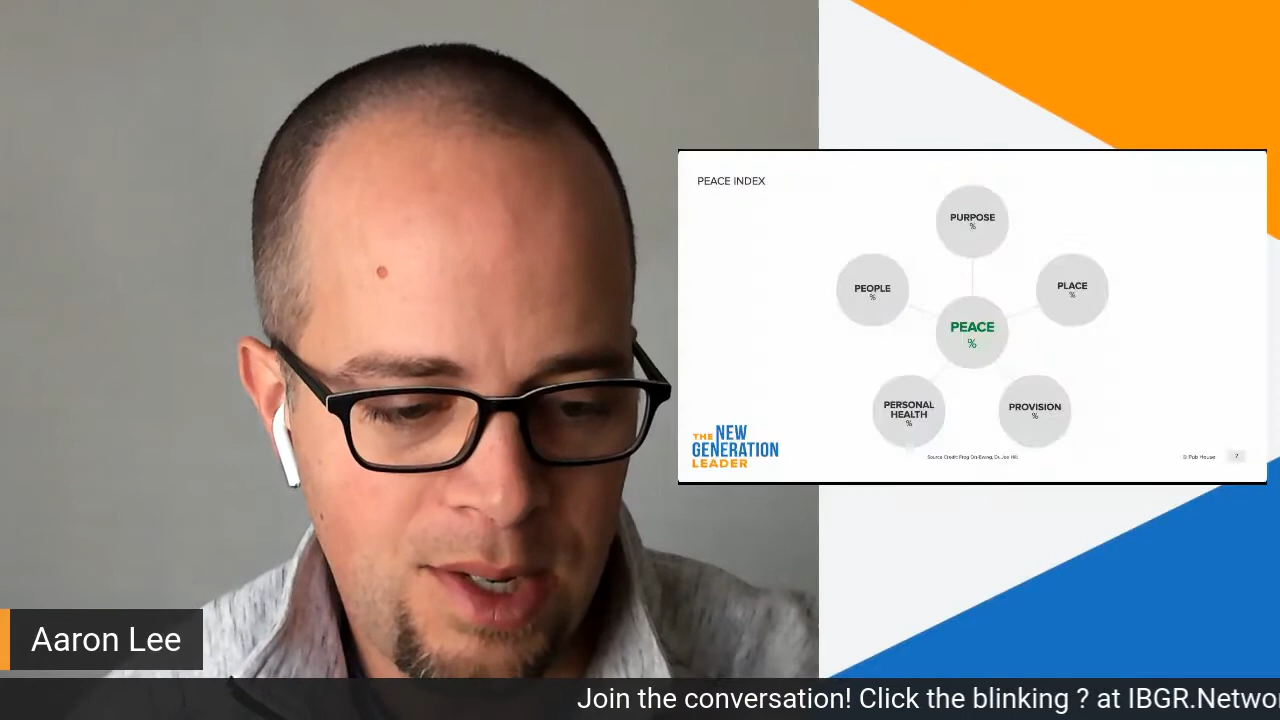 PEACE INDEX
PURPOSE
%
PEOPLE
%
PLACE
%
PEACE
%
PERSONAL
HEALTH
%
PROVISION
%
THE NEW
GENERATION
LEADER
7
Aaron Lee
Join the conversation! Click the blinking ? at IBGR.Networ